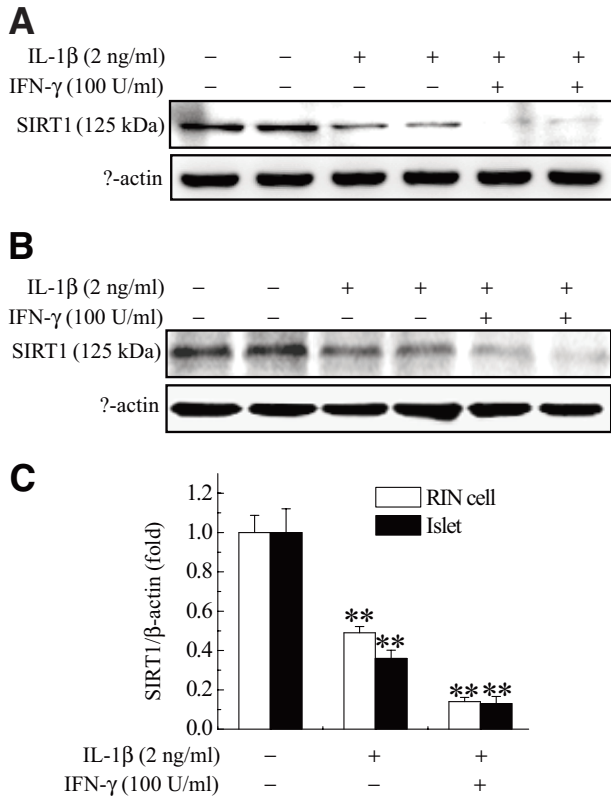 A
IL-1β (2 ng/ml) − − + + + +
IFN-γ (100 U/ml) − − − − + +
SIRT1 (125 kDa)
?-actin
B
IL-1β (2 ng/ml) − − + + + +
IFN-γ (100 U/ml) − − − − + +
SIRT1 (125 kDa)
?-actin
C
SIRT1/β-actin (fold)
1.2
1.0
0.8
0.6
0.4
0.2
0.0
RIN cell
Islet
** **
** **
IL-1β (2 ng/ml) − + +
IFN-γ (100 U/ml) − − +